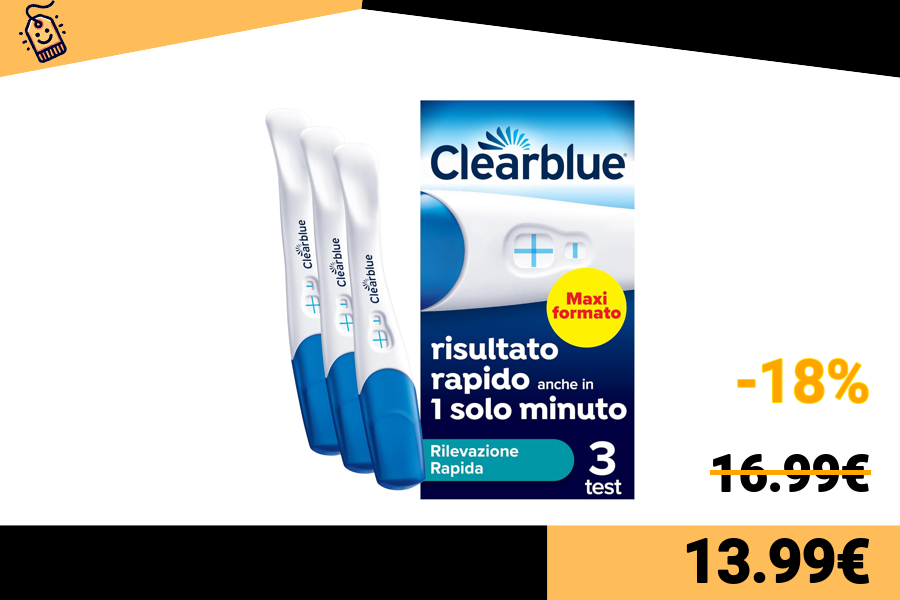 Clearblue
Clearblue
Clearblue
Clearblue
Maxi
formato
risultato
rapido anche in
1 solo minuto
Rilevazione
Rapida
3
test
-18%
16.99€
13.99€